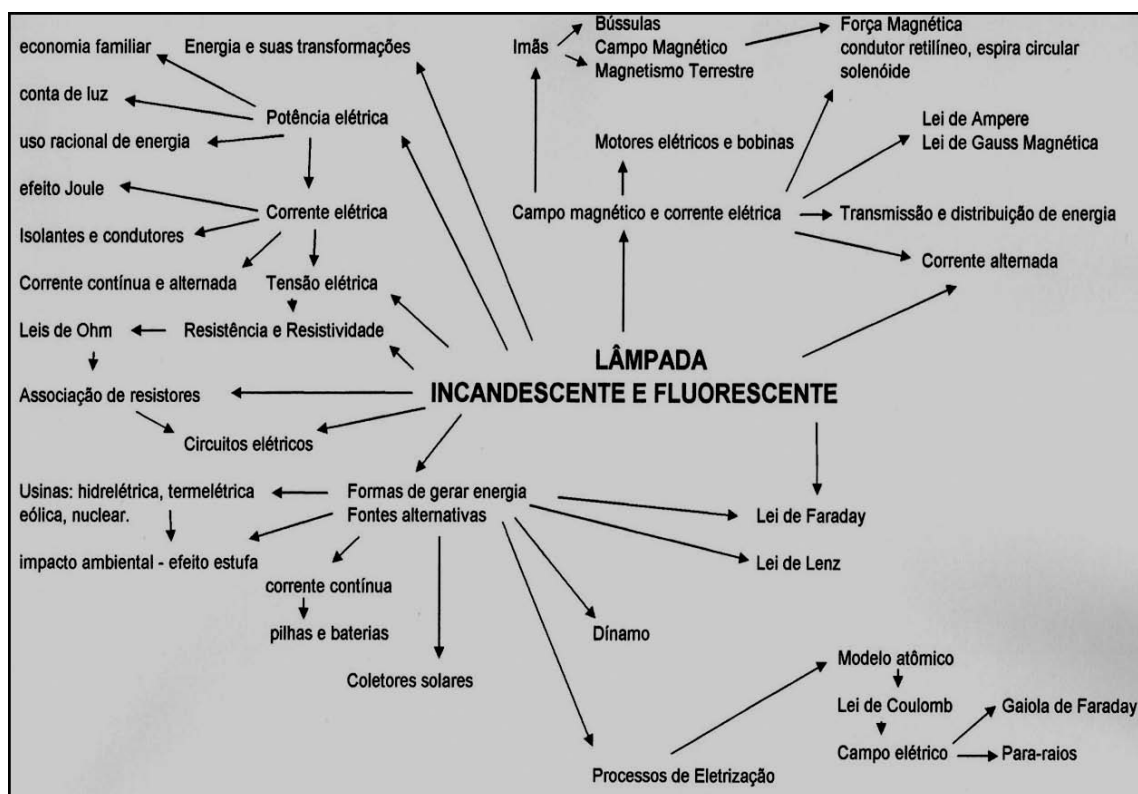 economia familiar
Energia e suas transformações
conta de luz
Potência elétrica
uso racional de energia
efeito Joule
Corrente elétrica
Isolantes e condutores
Corrente contínua e alternada
Tensão elétrica
Leis de Ohm
Resistência e Resistividade
Associação de resistores
Circuitos elétricos
Imãs
Bússulas
Campo Magnético
Magnetismo Terrestre
Força Magnética
condutor retilíneo, espira circular
solenóide
Motores elétricos e bobinas
Lei de Ampere
Lei de Gauss Magnética
Campo magnético e corrente elétrica
Transmissão e distribuição de energia
Corrente alternada
LÂMPADA
INCANDESCENTE E FLUORESCENTE
Usinas: hidrelétrica, termelétrica
eólica, nuclear.
impacto ambiental - efeito estufa
Formas de gerar energia
Fontes alternativas
corrente contínua
pilhas e baterias
Coletores solares
Lei de Faraday
Lei de Lenz
Dínamo
Processos de Eletrização
Modelo atômico
Lei de Coulomb
Campo elétrico
Gaiola de Faraday
Para-raios